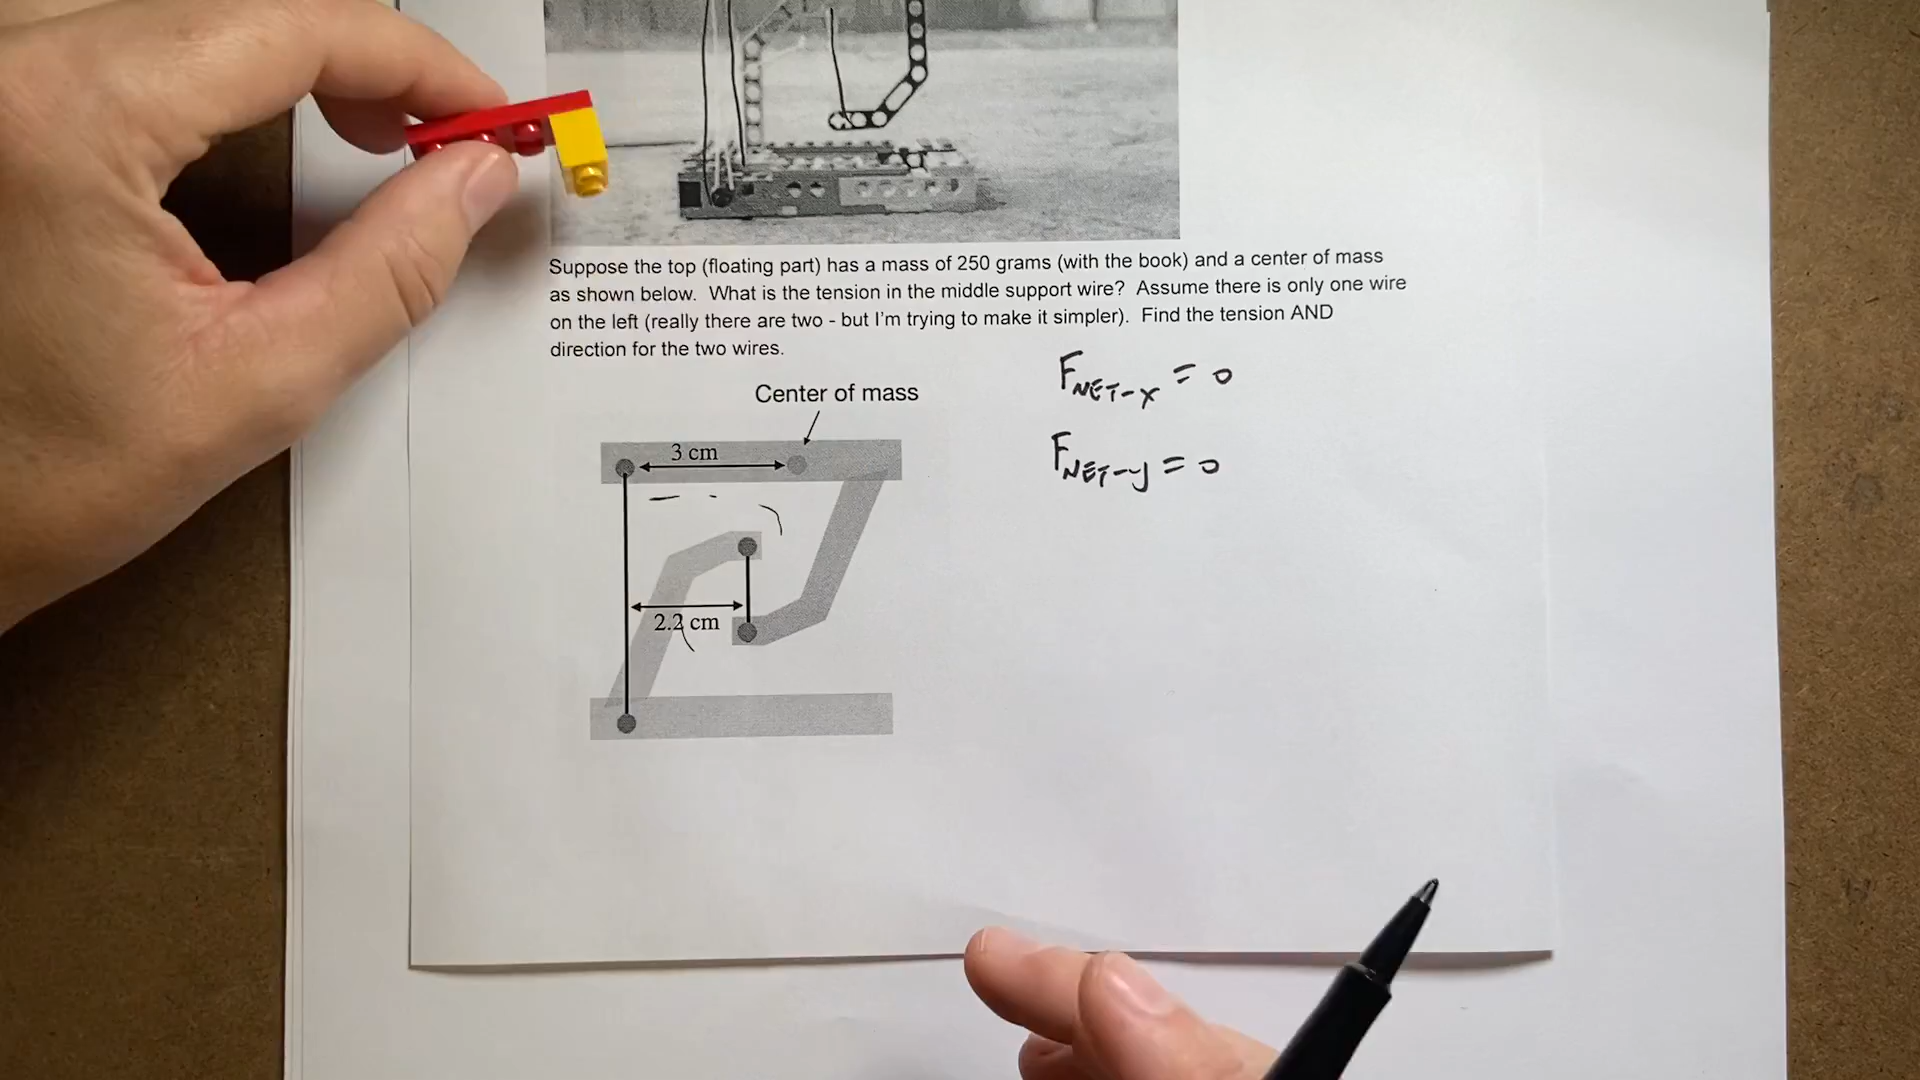 Suppose the top (floating part) has a mass of 250 grams (with the book) and a center of mass
as shown below. What is the tension in the middle support wire? Assume there is only one wire
on the left (really there are two - but I'm trying to make it simpler). Find the tension AND
direction for the two wires.
F NET-x = 0
Center of mass
F NET-y = 0
3 cm
2.2 cm